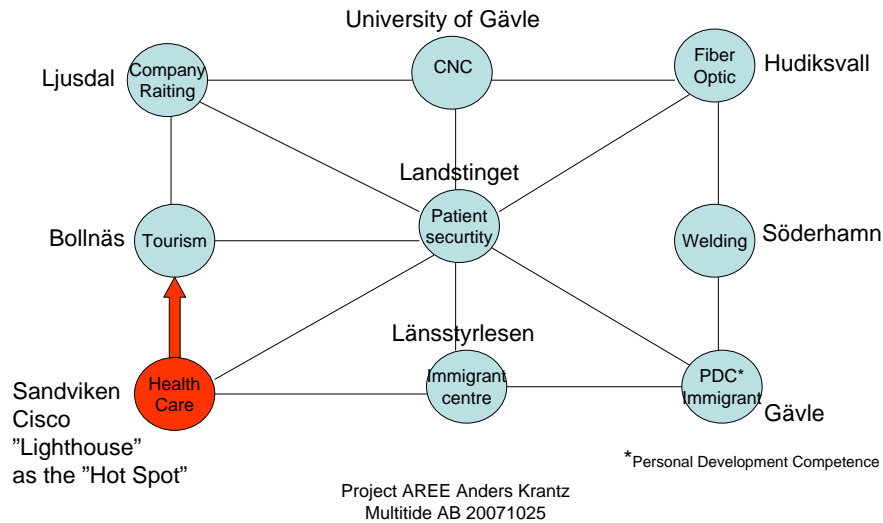 University of Gävle
Ljusdal
Company
Raiting
CNC
Fiber
Optic
Hudiksvall
Landstinget
Bollnäs
Tourism
Patient
securtity
Welding
Söderhamn
Länsstyrlesen
Sandviken
Cisco
”Lighthouse”
as the ”Hot Spot”
Health
Care
Immigrant
centre
PDC*
Immigrant
Gävle
*Personal Development Competence
Project AREE Anders Krantz
Multitide AB 20071025